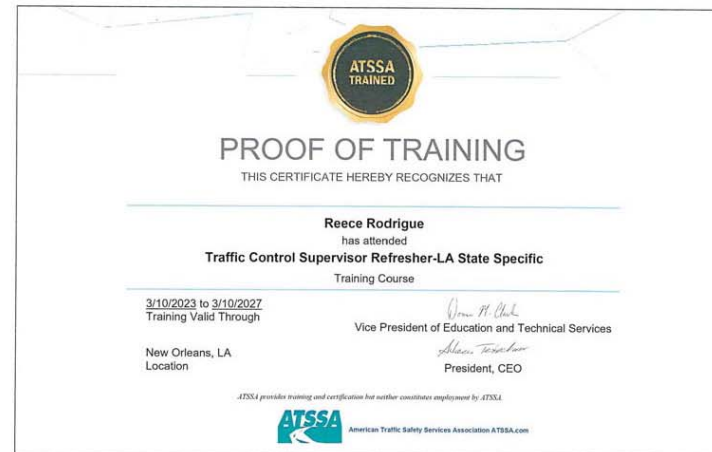 ATSSA
TRAINED
PROOF OF TRAINING
THIS CERTIFICATE HEREBY RECOGNIZES THAT
Reece Rodrigue
has attended
Traffic Control Supervisor Refresher-LA State Specific
Training Course
3/10/2023 to 3/10/2027
Training Valid Through
Vice President of Education and Technical Services
New Orleans, LA
Location
President, CEO
ATSSA provides training and certification but neither constitutes employment by ATSSA.
ATSSA
American Traffic Safety Services Association ATSSA.com